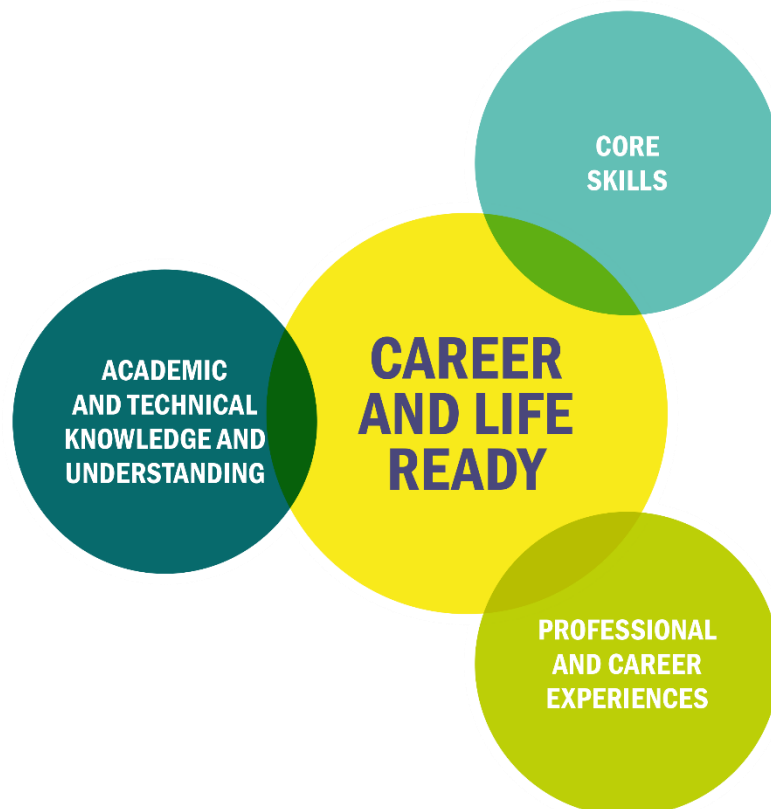 CORE
SKILLS
CAREER
AND LIFE
READY
ACADEMIC
AND TECHNICAL
KNOWLEDGE AND
UNDERSTANDING
PROFESSIONAL
AND CAREER
EXPERIENCES